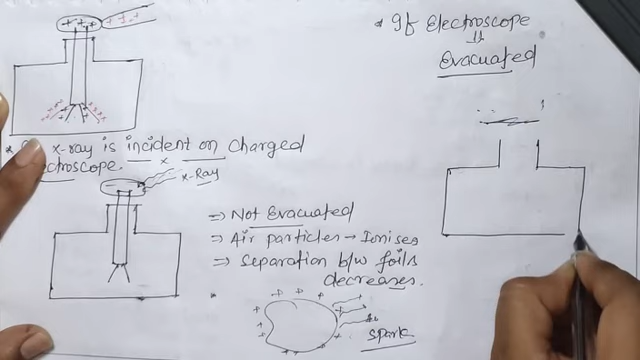 * If Electroscope
is
Evacuated
x-ray is incident on charged
Electroscope.
x-Ray
⇒ Not Evacuated
⇒ Air particles → Ionises
⇒ Separation b/w foils
decreases.
spark